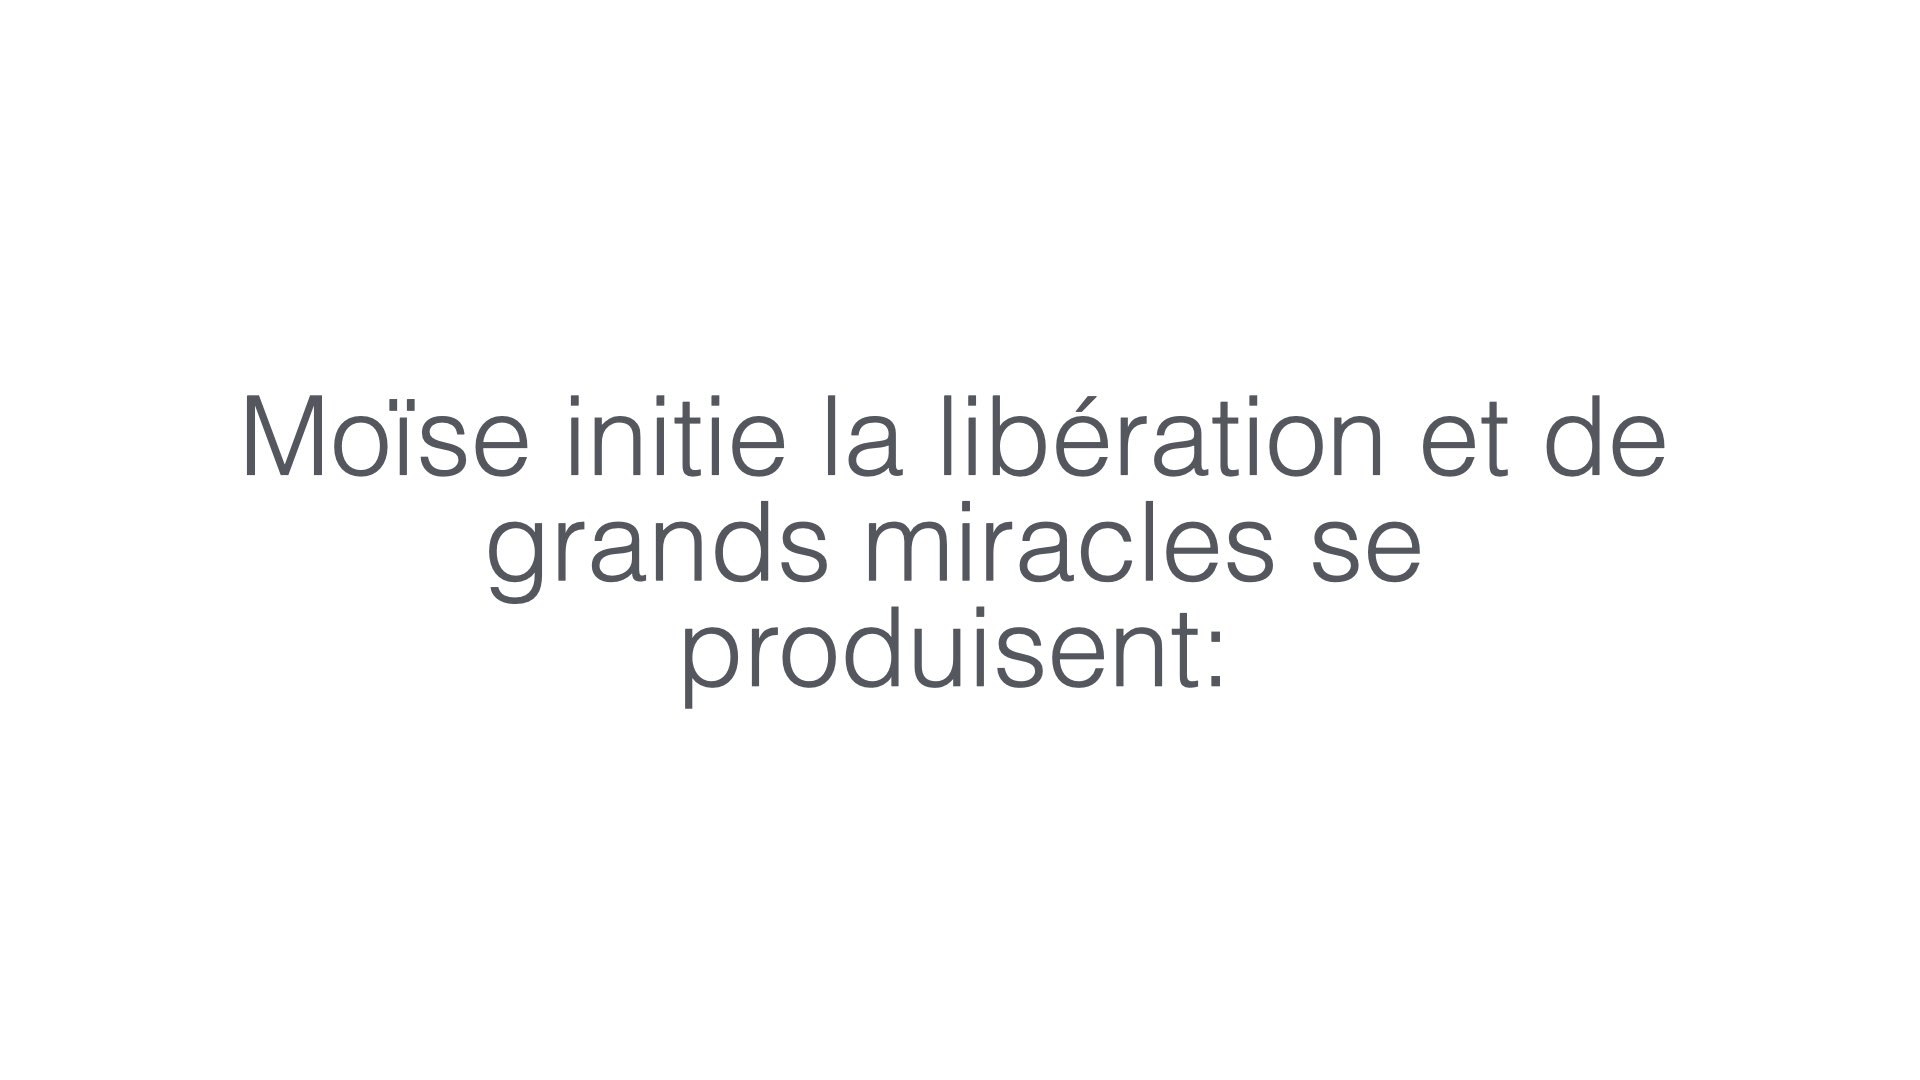 Moïse initie la libération et de
grands miracles se
produisent: